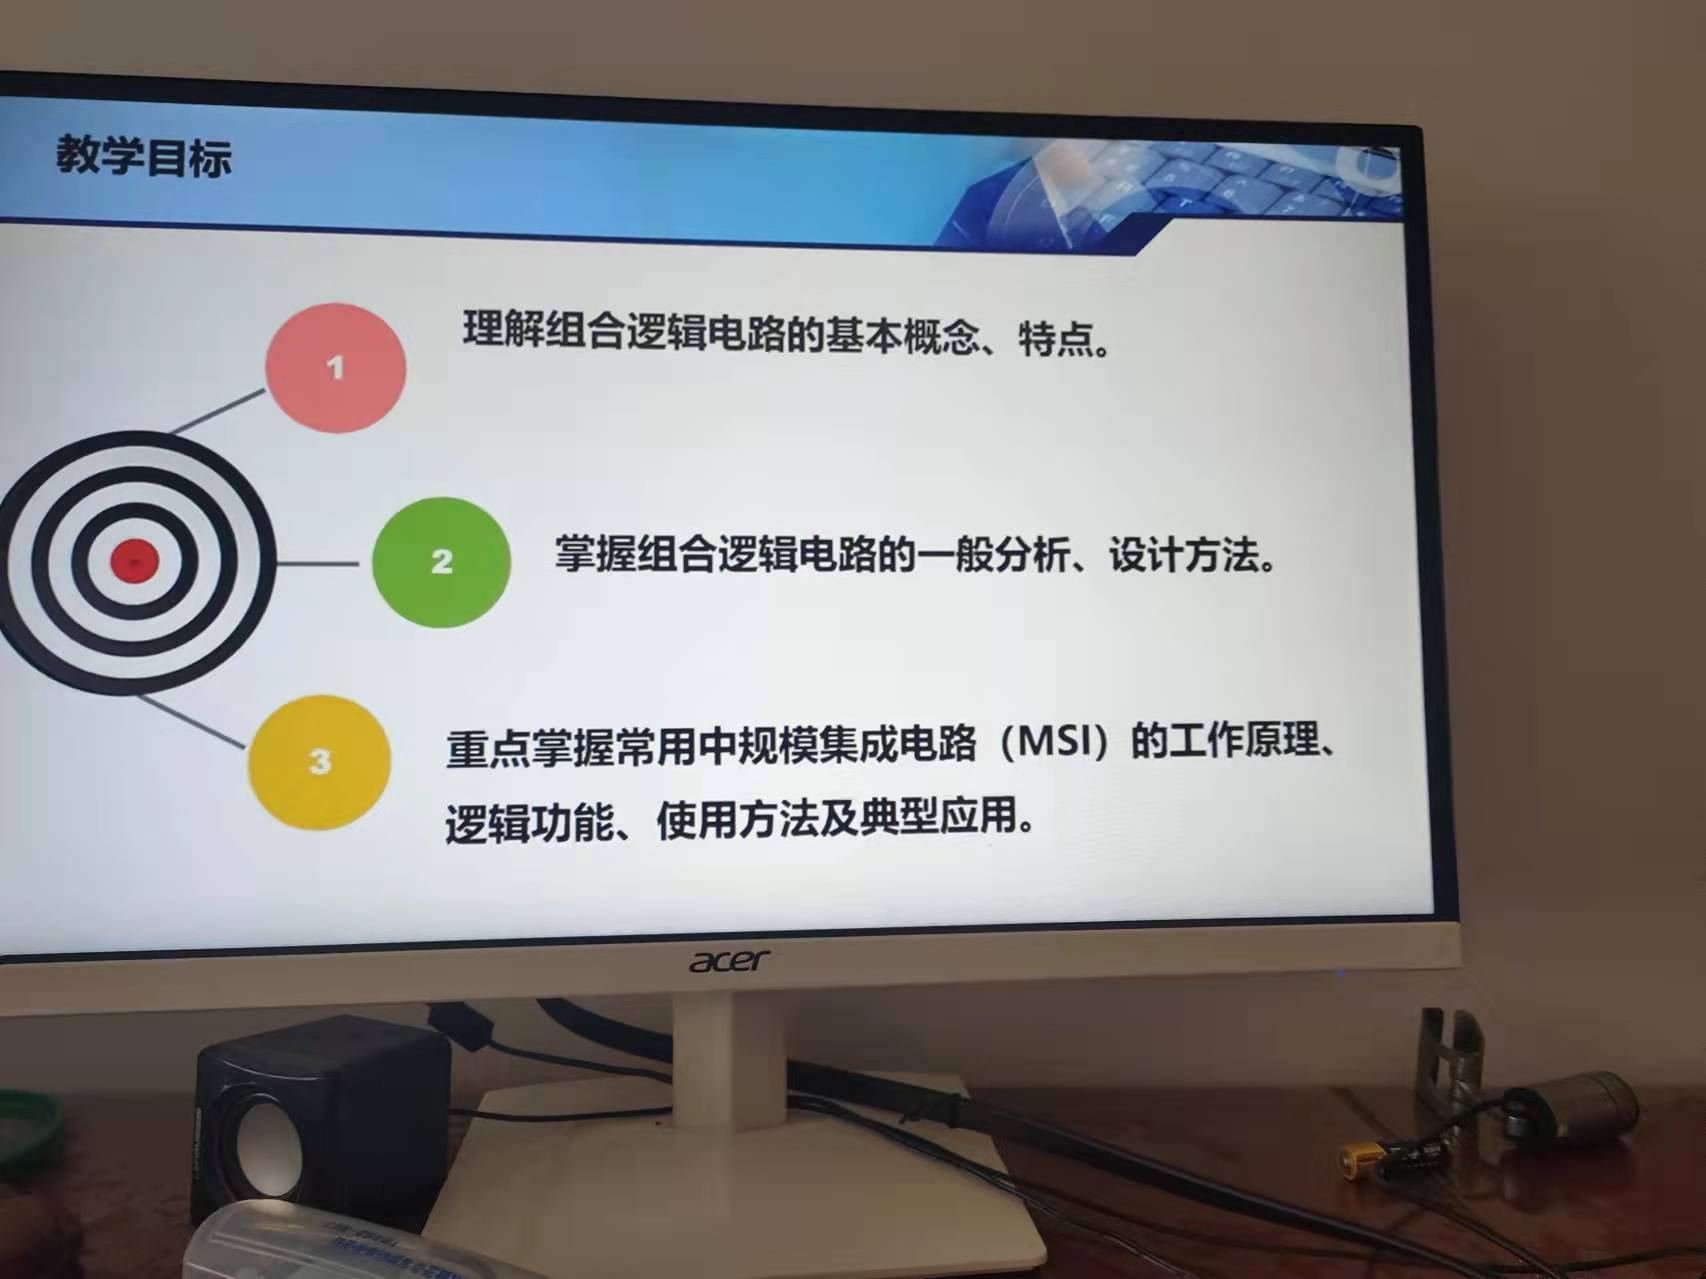 教学目标
1
理解组合逻辑电路的基本概念、特点。
2
掌握组合逻辑电路的一般分析、设计方法。
3
重点掌握常用中规模集成电路（MSI）的工作原理、
逻辑功能、使用方法及典型应用。
acer